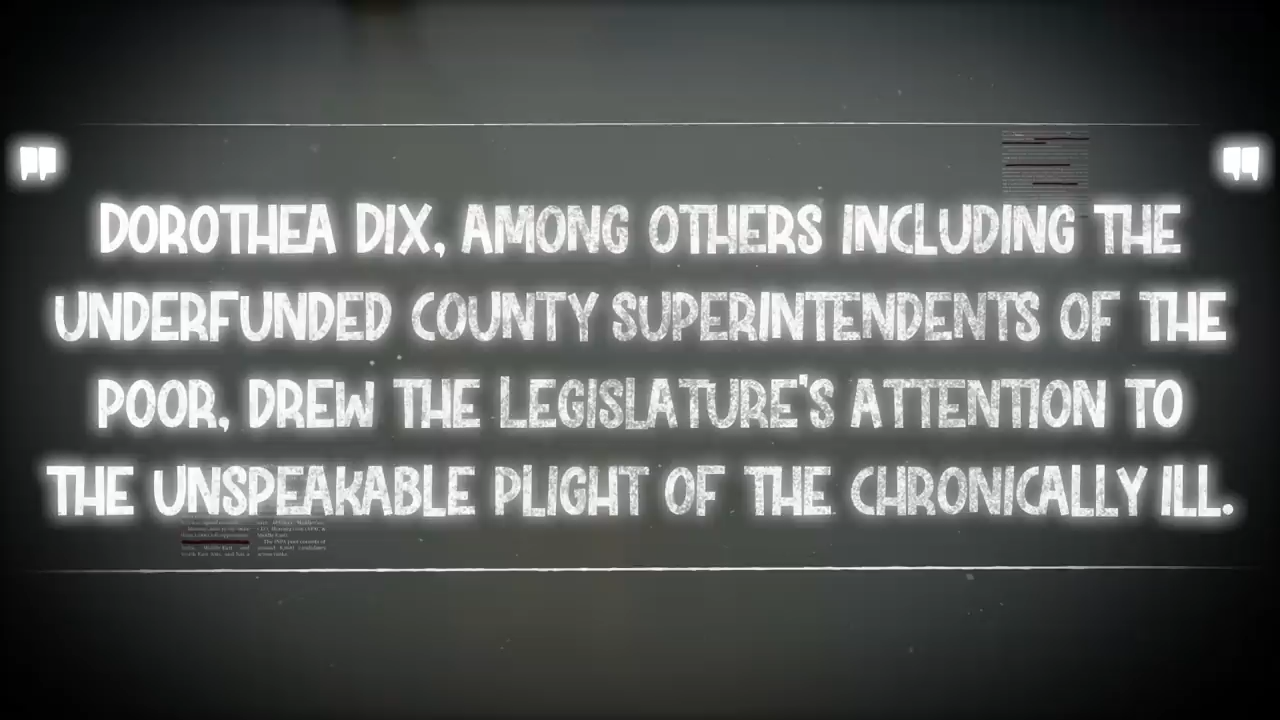 "
"
DOROTHEA DIX, AMONG OTHERS INCLUDING THE
UNDERFUNDED COUNTY SUPERINTENDENTS OF THE
POOR, DREW THE LEGISLATURE'S ATTENTION TO
THE UNSPEAKABLE PLIGHT OF THE CHRONICALLY ILL.